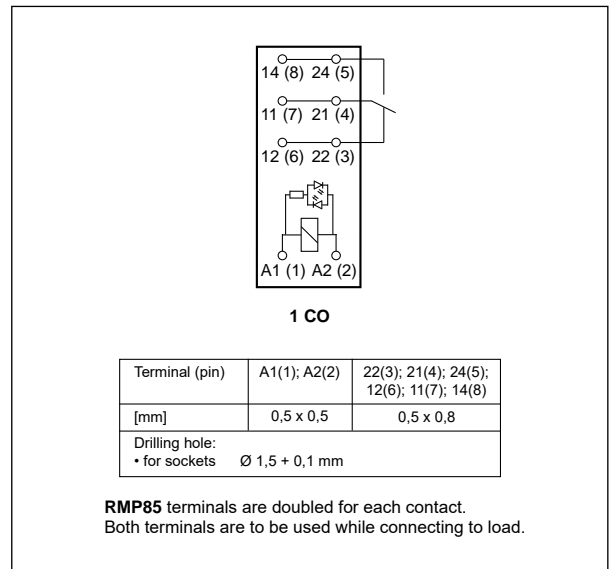 14 (8) 24 (5)
11 (7) 21 (4)
12 (6) 22 (3)
A1 (1) A2 (2)
1 CO
Terminal (pin) A1(1); A2(2) 22(3); 21(4); 24(5);
12(6); 11(7); 14(8)
[mm] 0,5 x 0,5 0,5 x 0,8
Drilling hole:
• for sockets Ø 1,5 + 0,1 mm
RMP85 terminals are doubled for each contact.
Both terminals are to be used while connecting to load.